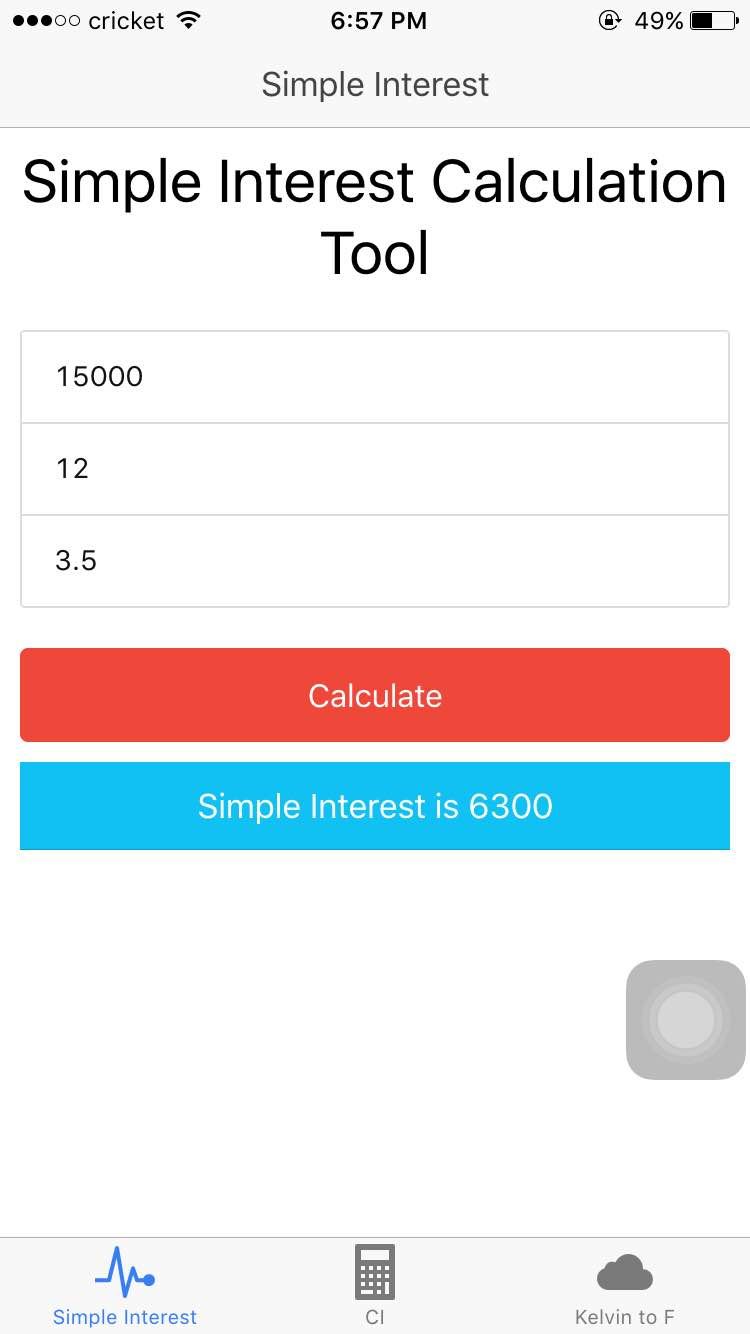 cricket 6:57 PM 49%
Simple Interest
Simple Interest Calculation
Tool
15000
12
3.5
Calculate
Simple Interest is 6300
Simple Interest CI Kelvin to F